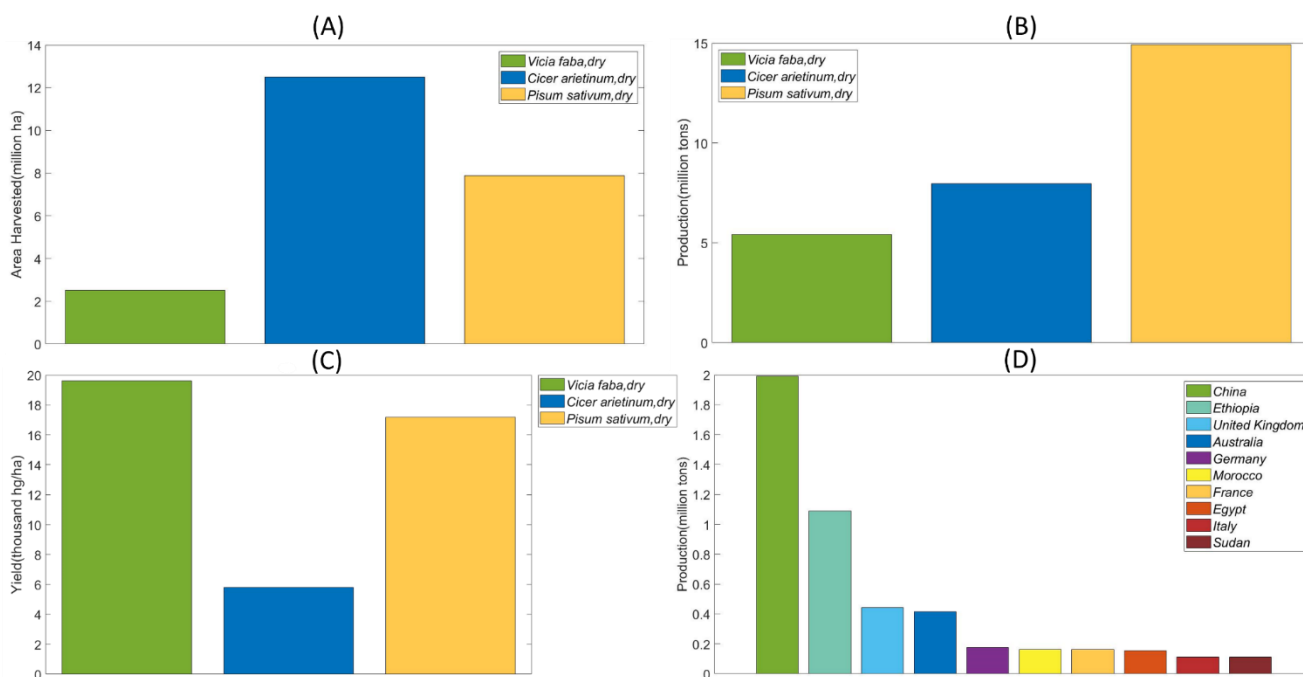 (A)
Area Harvested(million ha)
14
12
10
8
6
4
2
0
Vicia faba,dry
Cicer arietinum,dry
Pisum sativum,dry
(B)
Production(million tons)
15
10
5
0
Vicia faba,dry
Cicer arietinum,dry
Pisum sativum,dry
(C)
Yield(thousand hg/ha)
20
18
16
14
12
10
8
6
4
2
0
Vicia faba,dry
Cicer arietinum,dry
Pisum sativum,dry
(D)
Production(million tons)
2
1.8
1.6
1.4
1.2
1
0.8
0.6
0.4
0.2
0
China
Ethiopia
United Kingdom
Australia
Germany
Morocco
France
Egypt
Italy
Sudan